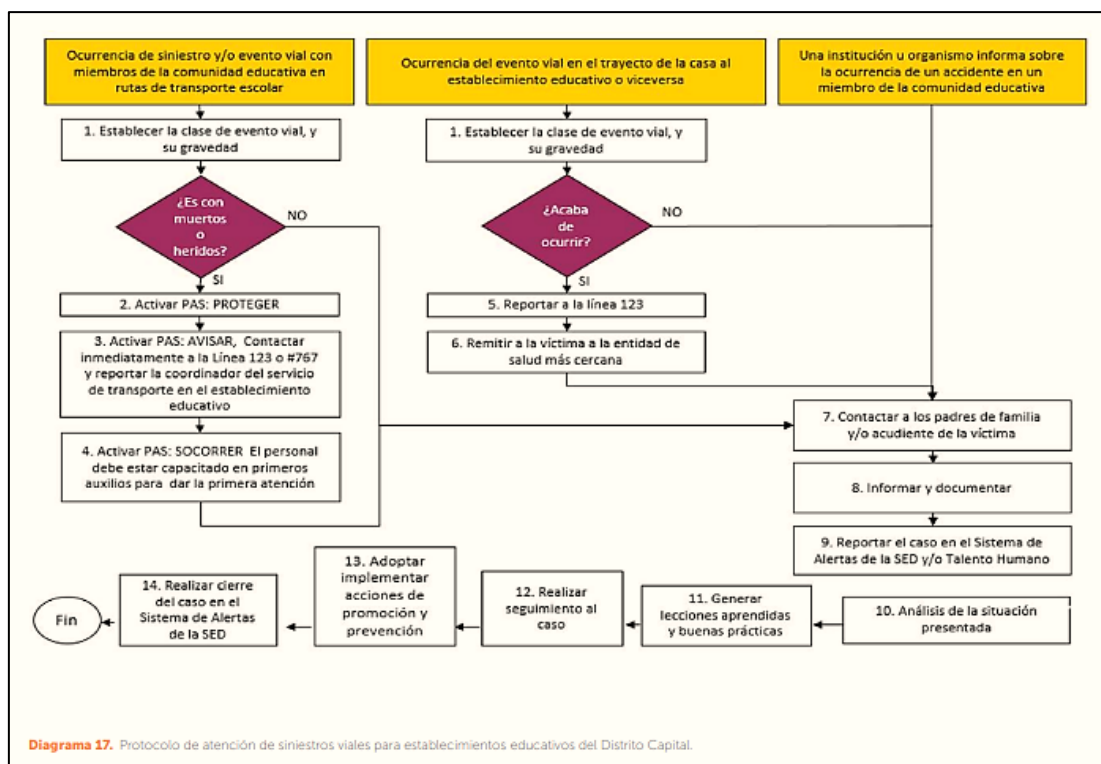 Ocurrencia de siniestro y/o evento vial con
miembros de la comunidad educativa en
rutas de transporte escolar
Ocurrencia del evento vial en el trayecto de la casa al
establecimiento educativo o viceversa
Una institución u organismo informa sobre
la ocurrencia de un accidente en un
miembro de la comunidad educativa
1. Establecer la clase de evento vial, y
su gravedad
1. Establecer la clase de evento vial, y
su gravedad
¿Es con
muertos
o
heridos?
NO
SI
¿Acaba
de
ocurrir?
NO
SI
2. Activar PAS: PROTEGER
3. Activar PAS: AVISAR, Contactar
inmediatamente a la Línea 123 o #767
y reportar la coordinador del servicio
de transporte en el establecimiento
educativo
4. Activar PAS: SOCORRER El personal
debe estar capacitado en primeros
auxilios para dar la primera atención
5. Reportar a la línea 123
6. Remitir a la víctima a la entidad de
salud más cercana
7. Contactar a los padres de familia
y/o acudiente de la víctima
8. Informar y documentar
9. Reportar el caso en el Sistema de
Alertas de la SED y/o Talento Humano
10. Análisis de la situación
presentada
11. Generar
lecciones aprendidas
y buenas prácticas
12. Realizar
seguimiento al
caso
13. Adoptar
implementar
acciones de
promoción y
prevención
14. Realizar cierre
del caso en el
Sistema de Alertas
de la SED
Fin
Diagrama 17. Protocolo de atención de siniestros viales para establecimientos educativos del Distrito Capital.